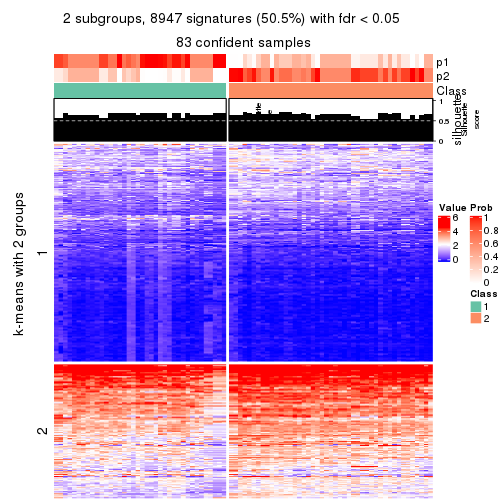 2 subgroups, 8947 signatures (50.5%) with fdr < 0.05
83 confident samples
p1
p2
Class
1
0.5
0
silhouette
Silhouette
score
k-means with 2 groups
1
2
Value
6
4
2
0
Prob
1
0.8
0.6
0.4
0.2
0
Class
1
2